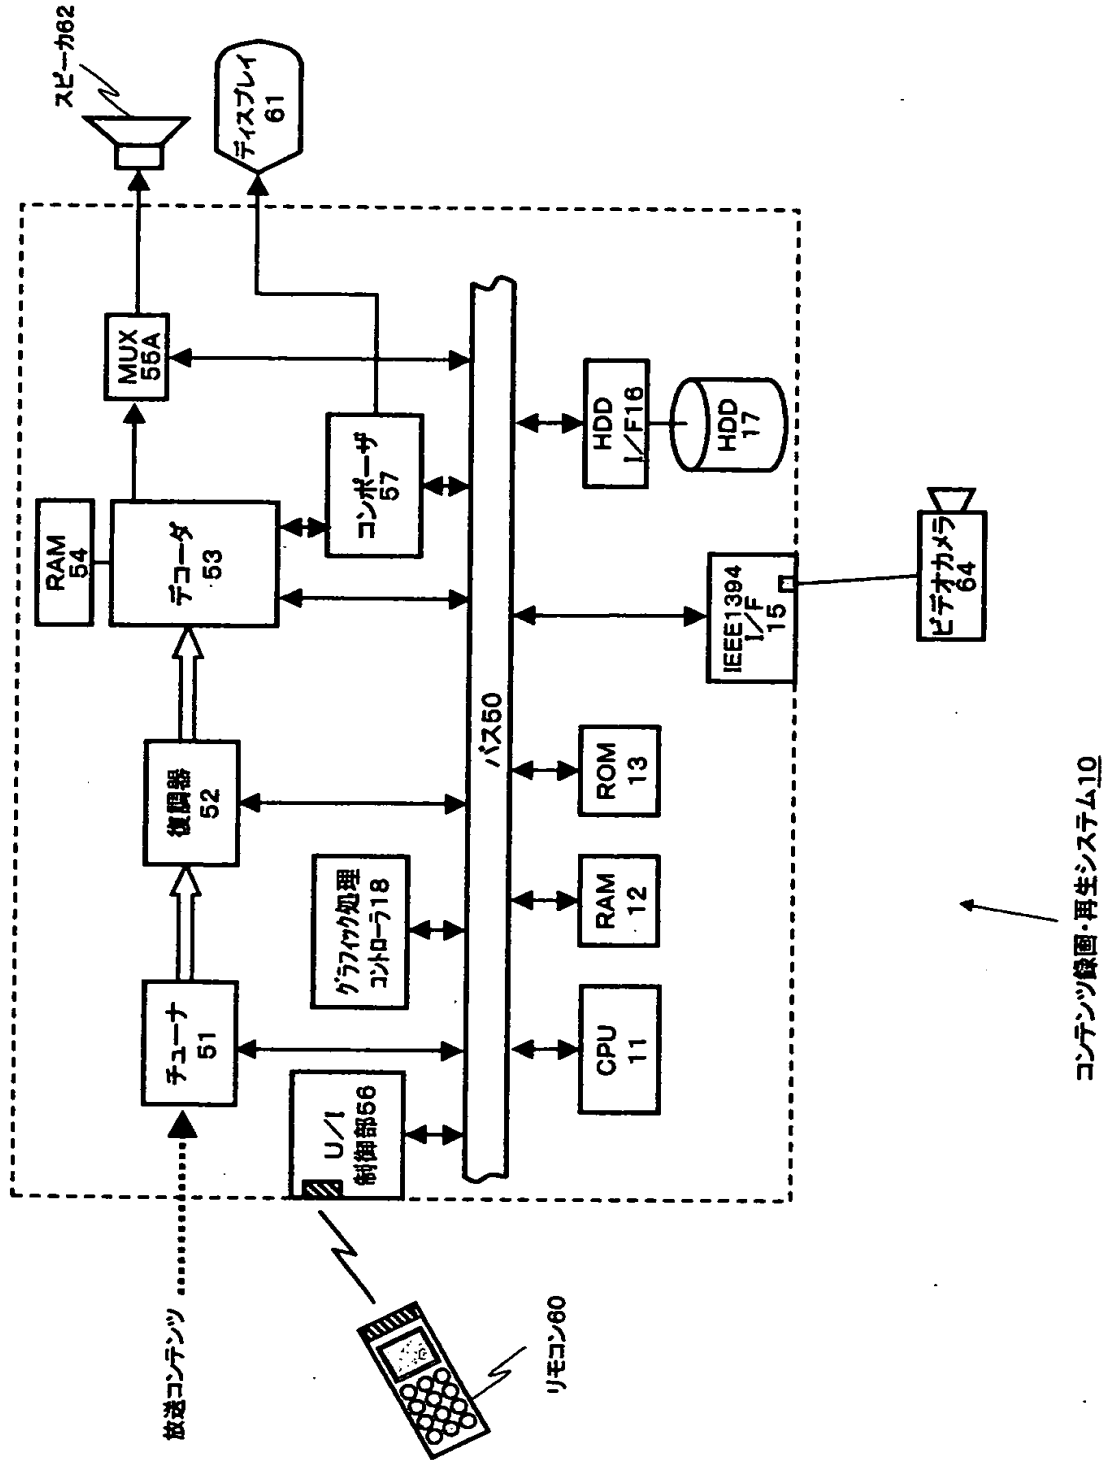 スピーカ62
ディスプレイ
61
MUX
55A
RAM
54
デコーダ
53
コンポーザ
57
復調器
52
チューナ
51
放送コンテンツ
グラフィック処理
コントローラ18
U/I
制御部56
リモコン60
バス50
HDD
I/F16
HDD
17
IEEE1394
I/F
15
ビデオカメラ
64
ROM
13
RAM
12
CPU
11
コンテンツ録画・再生システム10